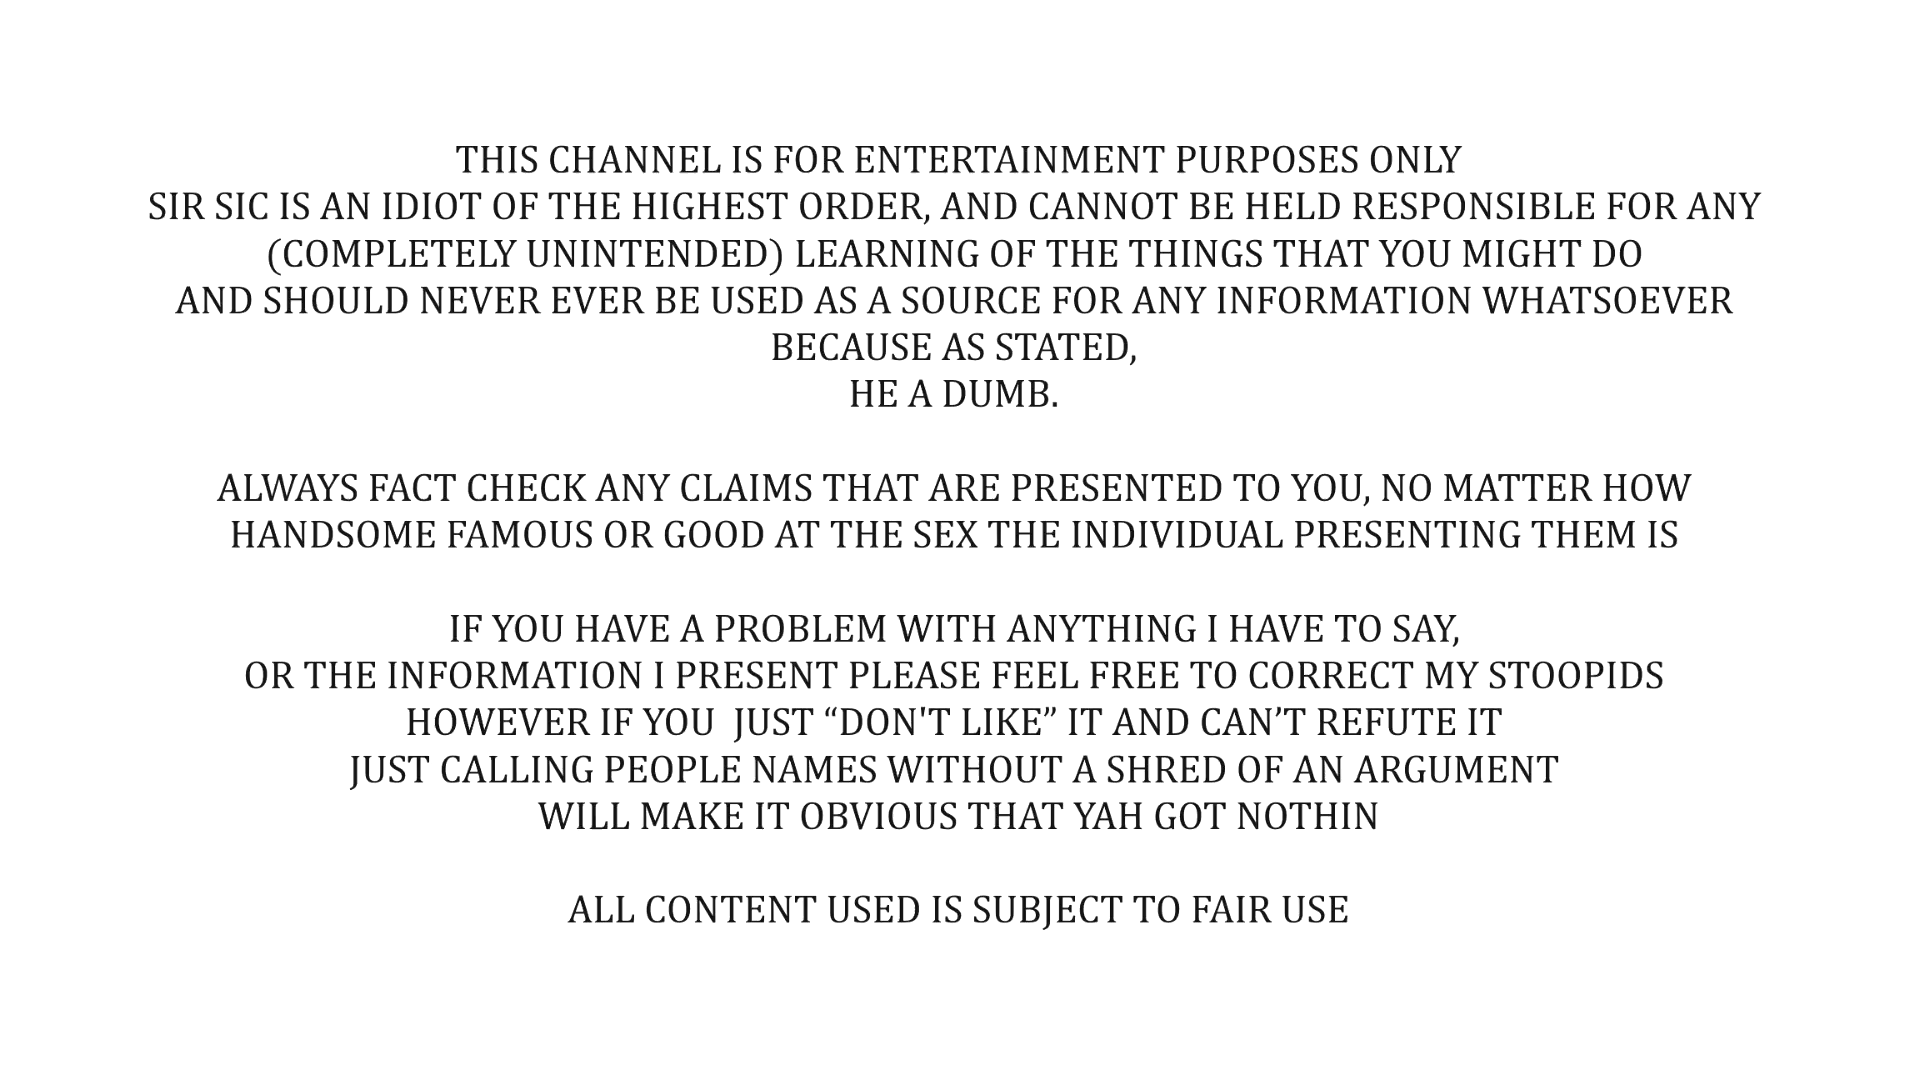 THIS CHANNEL IS FOR ENTERTAINMENT PURPOSES ONLY
SIR SIC IS AN IDIOT OF THE HIGHEST ORDER, AND CANNOT BE HELD RESPONSIBLE FOR ANY
(COMPLETELY UNINTENDED) LEARNING OF THE THINGS THAT YOU MIGHT DO
AND SHOULD NEVER EVER BE USED AS A SOURCE FOR ANY INFORMATION WHATSOEVER
BECAUSE AS STATED,
HE A DUMB.
ALWAYS FACT CHECK ANY CLAIMS THAT ARE PRESENTED TO YOU, NO MATTER HOW
HANDSOME FAMOUS OR GOOD AT THE SEX THE INDIVIDUAL PRESENTING THEM IS
IF YOU HAVE A PROBLEM WITH ANYTHING I HAVE TO SAY,
OR THE INFORMATION I PRESENT PLEASE FEEL FREE TO CORRECT MY STOOPIDS
HOWEVER IF YOU  JUST “DON'T LIKE” IT AND CAN’T REFUTE IT
JUST CALLING PEOPLE NAMES WITHOUT A SHRED OF AN ARGUMENT
WILL MAKE IT OBVIOUS THAT YAH GOT NOTHIN
ALL CONTENT USED IS SUBJECT TO FAIR USE